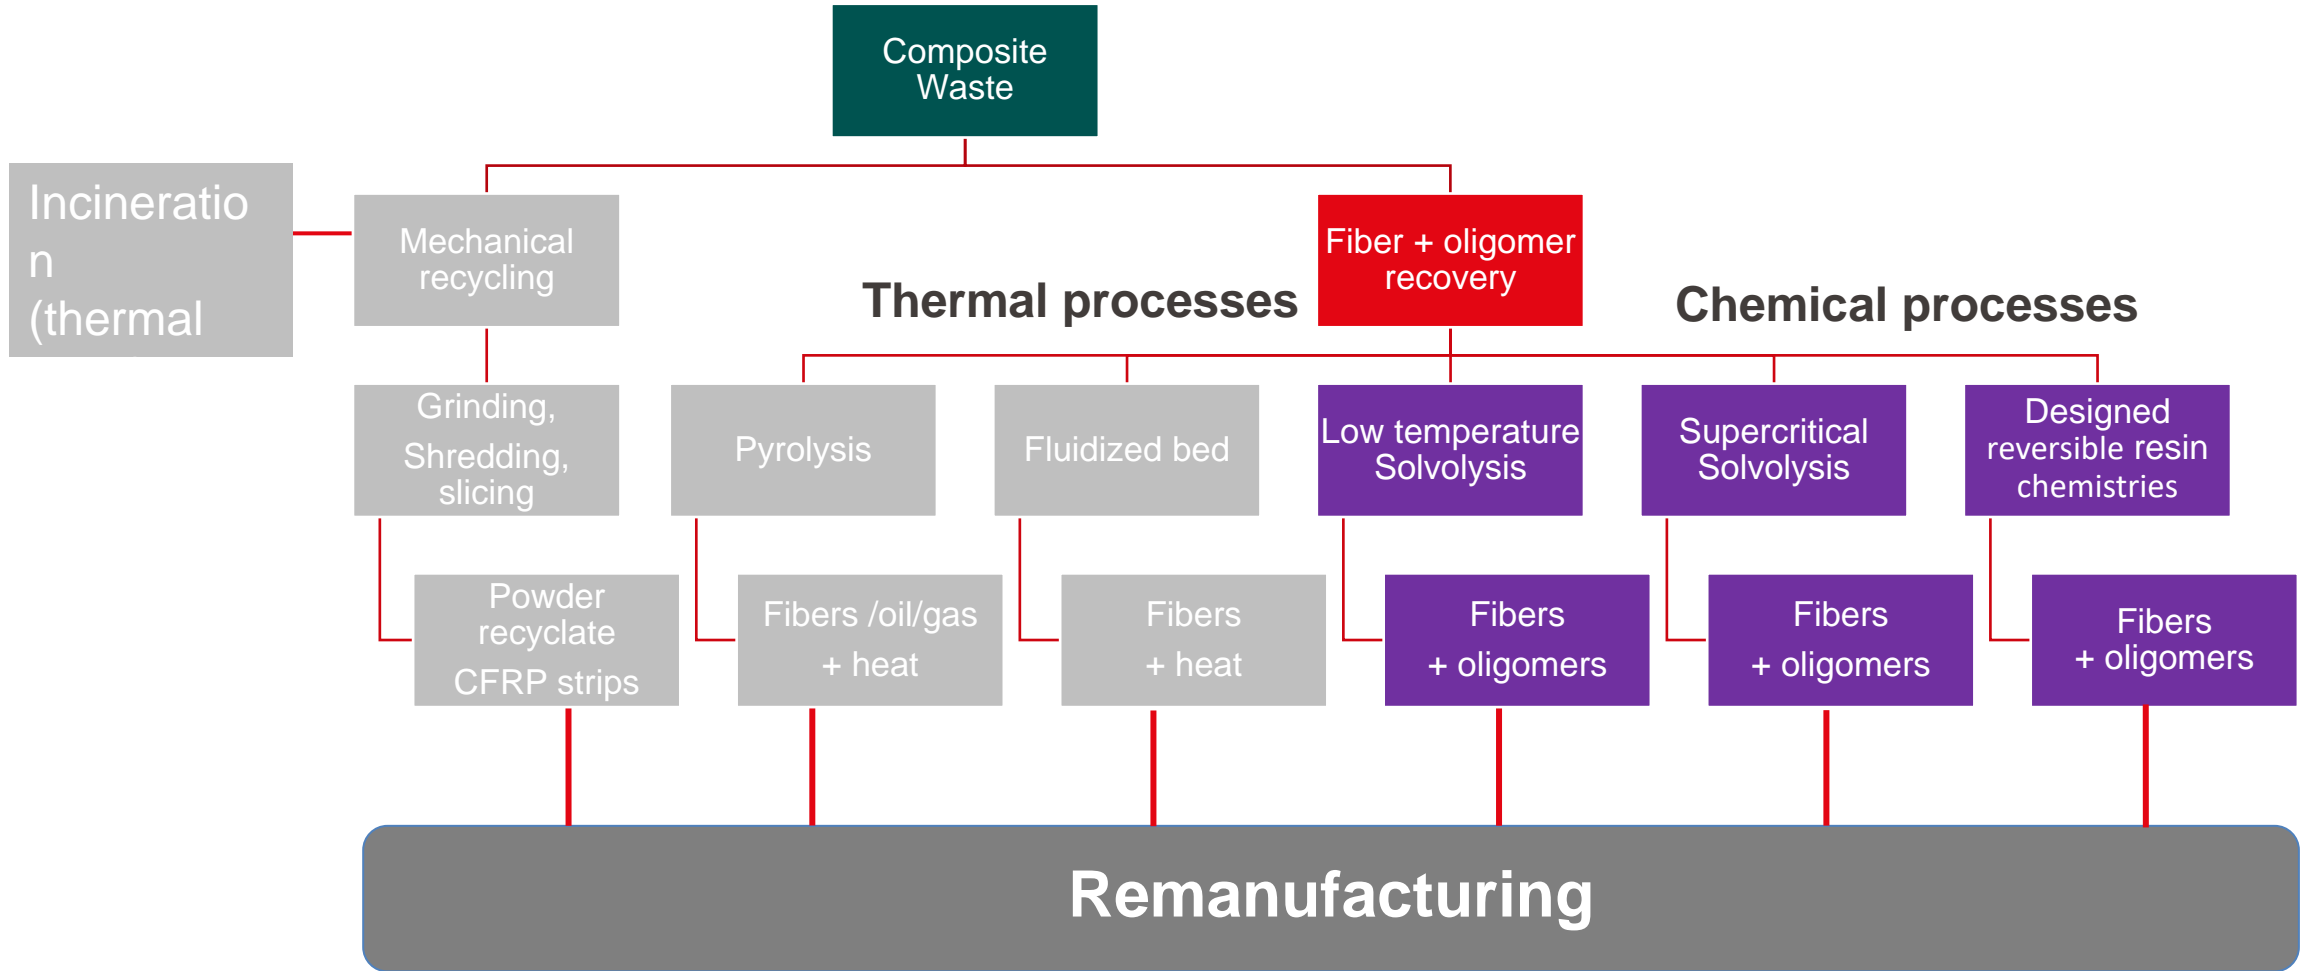 Composite
Waste
Incineratio
n
(thermal
Mechanical
recycling
Fiber + oligomer
recovery
Thermal processes
Chemical processes
Grinding,
Shredding,
slicing
Pyrolysis
Fluidized bed
Low temperature
Solvolysis
Supercritical
Solvolysis
Designed
reversible resin
chemistries
Powder
recyclate
CFRP strips
Fibers /oil/gas
+ heat
Fibers
+ heat
Fibers
+ oligomers
Fibers
+ oligomers
Fibers
+ oligomers
Remanufacturing